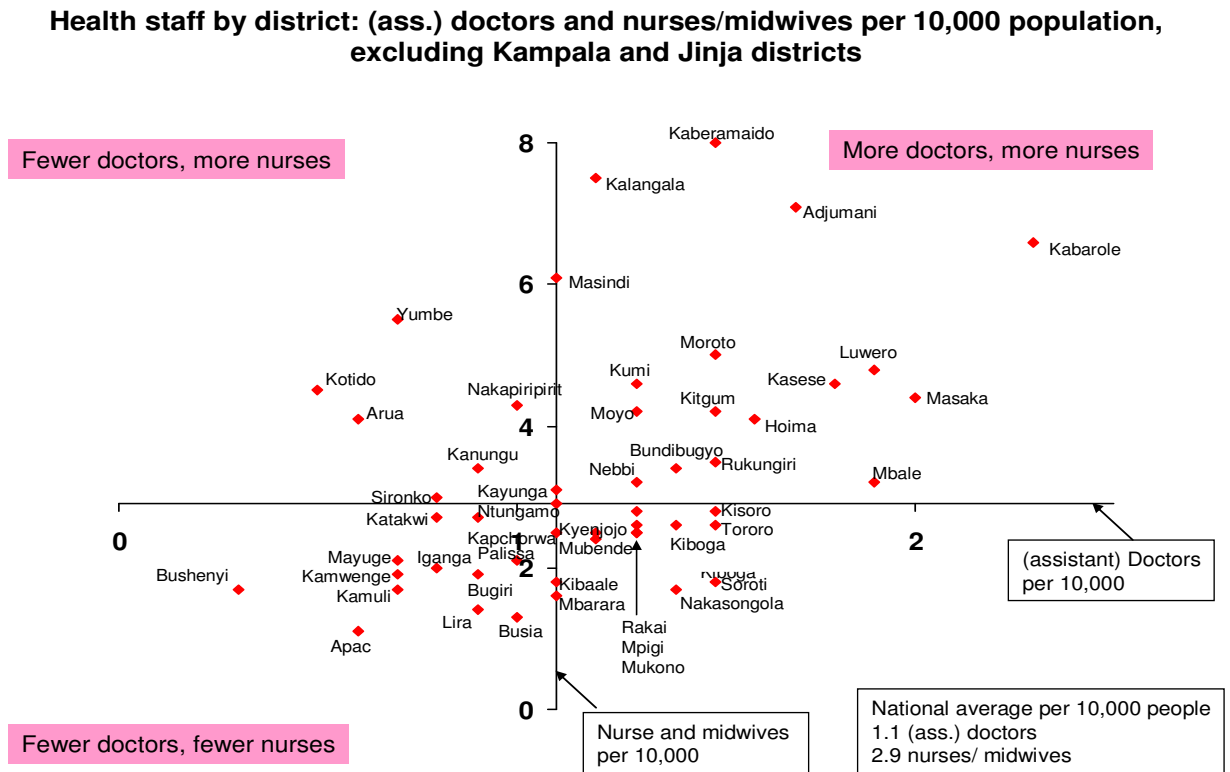 Health staff by district: (ass.) doctors and nurses/midwives per 10,000 population,
excluding Kampala and Jinja districts
Fewer doctors, more nurses
More doctors, more nurses
8
Kaberamaido
Kalangala
Adjumani
Kabarole
6
Masindi
Yumbe
Moroto
Luwero
Kumi
Kasese
Kotido
Nakapiripirit
Masaka
Arua
Moyo
Kitgum
Hoima
4
Kanungu
Bundibugyo
Nebbi
Rukungiri
Mbale
Sironko
Kayunga
Katakwi
Ntungamo
Kisoro
0
1
2
Kapchorwa
Kyenjojo
Tororo
Mayuge
Iganga
Palissa
Mubende
Kiboga
(assistant) Doctors
per 10,000
2
Bushenyi
Kamwenge
Kamuli
Bugiri
Kibaale
Mbarara
Kiboga
Soroti
Nakasongola
Lira
Busia
Apac
Rakai
Mpigi
Mukono
0
Nurse and midwives
per 10,000
National average per 10,000 people
1.1 (ass.) doctors
2.9 nurses/ midwives
Fewer doctors, fewer nurses